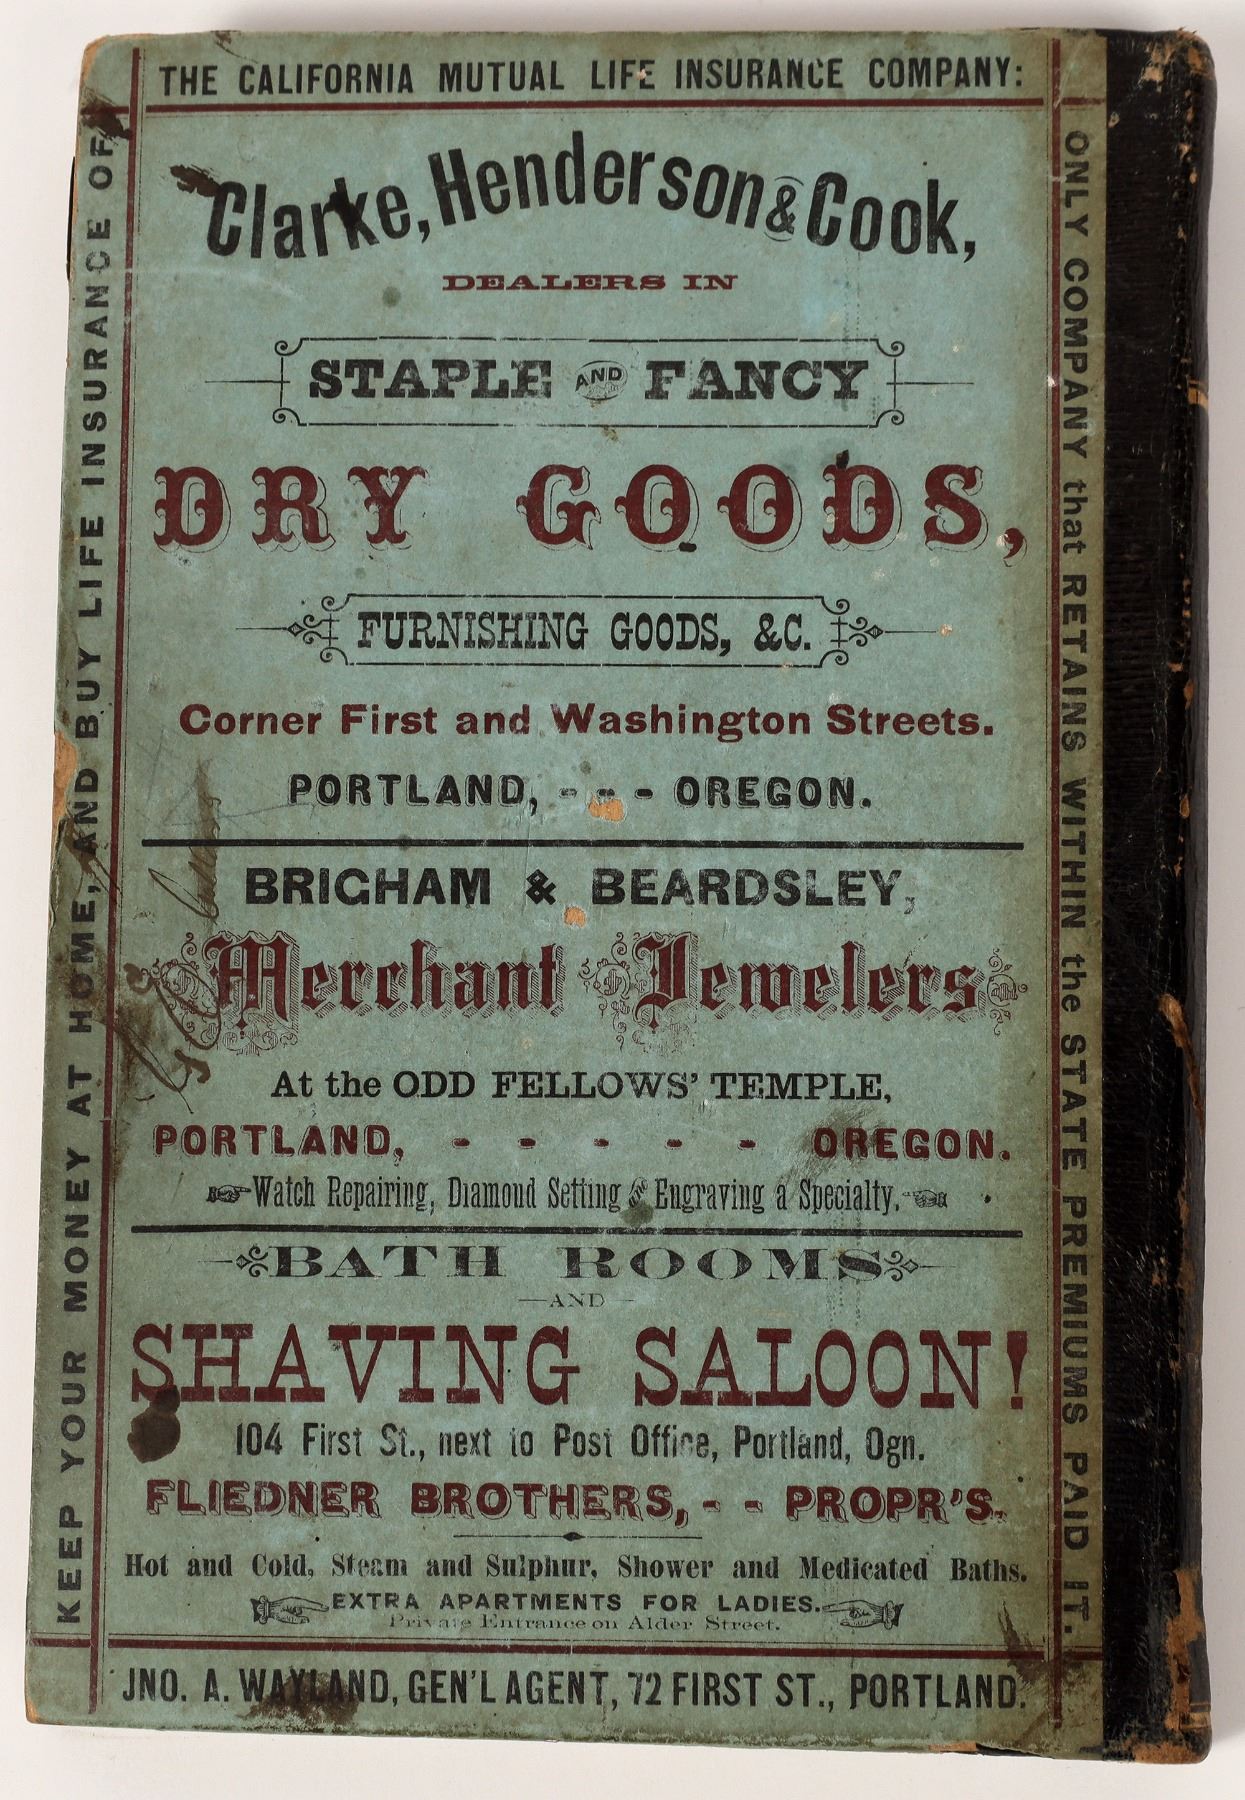 KEEP YOUR MONEY AT HOME, AND BUY LIFE INSURANCE OF
THE CALIFORNIA MUTUAL LIFE INSURANCE COMPANY:
ONLY COMPANY that RETAINS WITHIN the STATE PREMIUMS PAID IT.
Clarke, Henderson & Cook,
DEALERS IN
STAPLE AND FANCY
DRY GOODS,
FURNISHING GOODS, &C.
Corner First and Washington Streets.
PORTLAND, - - - OREGON.
BRIGHAM & BEARDSLEY,
Merchant Jewelers
At the ODD FELLOWS' TEMPLE,
PORTLAND, - - - - - OREGON.
Watch Repairing, Diamond Setting and Engraving a Specialty.
BATH ROOMS
—AND—
SHAVING SALOON!
104 First St., next to Post Office, Portland, Ogn.
FLIEDNER BROTHERS, - - PROPR'S.
Hot and Cold, Steam and Sulphur, Shower and Medicated Baths.
EXTRA APARTMENTS FOR LADIES.
Private Entrance on Alder Street.
JNO. A. WAYLAND, GEN'L AGENT, 72 FIRST ST., PORTLAND.